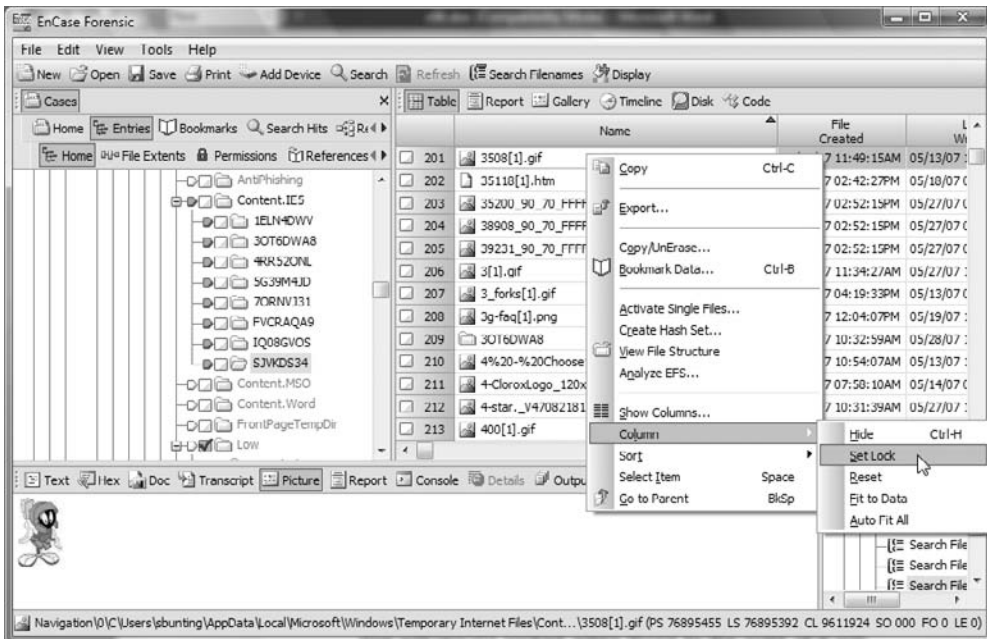 EnCase Forensic
File Edit View Tools Help
New Open Save Print Add Device Search Refresh Search Filenames Display
Cases
Table Report Gallery Timeline Disk Code
Home Entries Bookmarks Search Hits
Home File Extents Permissions References
Name
File Created
AntiPhishing
Content.IE5
1ELN4DWV
3OT6DWA8
4RR52ONL
5G39M4JD
7ORNVJ31
FVCRAQA9
IQ08GVOS
SJVKDS34
Content.MSO
Content.Word
FrontPageTempDir
Low
201 3508[1].gif 7 11:49:15AM 05/13/07
202 35118[1].htm 7 02:42:27PM 05/18/07
203 35200_90_70_FFFF 7 02:52:15PM 05/27/07
204 38908_90_70_FFFF 7 02:52:15PM 05/27/07
205 39231_90_70_FFFF 7 02:52:15PM 05/27/07
206 3[1].gif 7 11:34:27AM 05/27/07
207 3_forks[1].gif 7 04:19:33PM 05/13/07
208 3g-faq[1].png 7 12:04:07PM 05/19/07
209 3OT6DWA8 7 10:32:59AM 05/28/07
210 4%20-%20Choose 7 10:54:07AM 05/13/07
211 4-CloroxLogo_120x 7 07:58:10AM 05/14/07
212 4-star._V47082181 7 10:31:39AM 05/27/07
213 400[1].gif
Copy Ctrl-C
Export...
Copy/UnErase...
Bookmark Data... Ctrl-B
Activate Single Files...
Create Hash Set...
View File Structure
Analyze EFS...
Show Columns...
Column
Sort
Select Item Space
Go to Parent BkSp
Hide Ctrl-H
Set Lock
Reset
Fit to Data
Auto Fit All
Text Hex Doc Transcript Picture Report Console Details Outpu
Search File
Search File
Search File
Navigation\0\C\Users\sbunting\AppData\Local\Microsoft\Windows\Temporary Internet Files\Cont...\3508[1].gif (PS 76895455 LS 76895392 CL 9611924 SO 000 FO 0 LE 0)